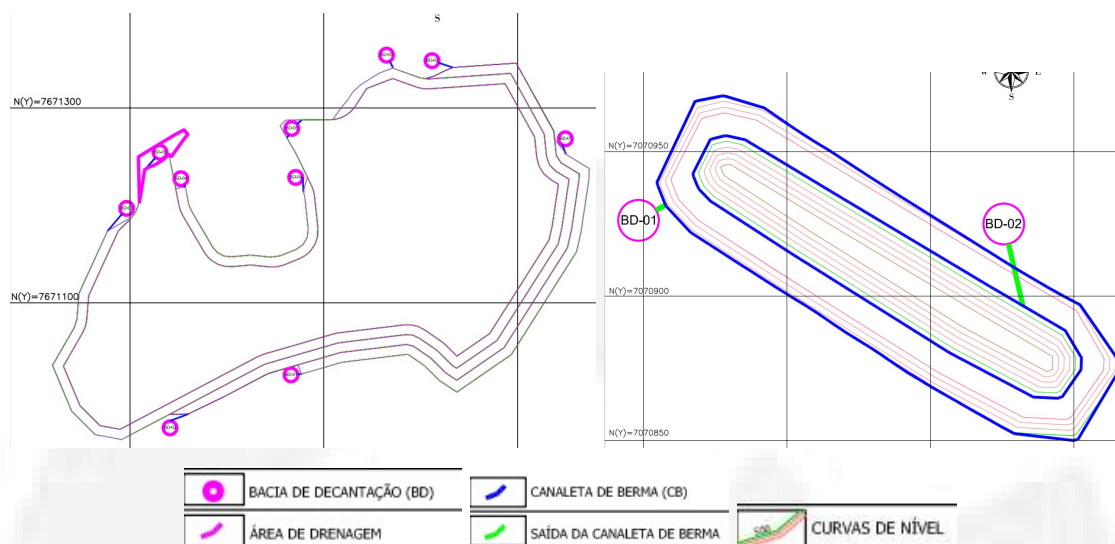 S
N(Y)=7671300
N(Y)=7671100
S
N(Y)=7070950
BD-01
BD-02
N(Y)=7070900
N(Y)=7070850
BACIA DE DECANTAÇÃO (BD)
CANALETA DE BERMA (CB)
ÁREA DE DRENAGEM
SAÍDA DA CANALETA DE BERMA
CURVAS DE NÍVEL